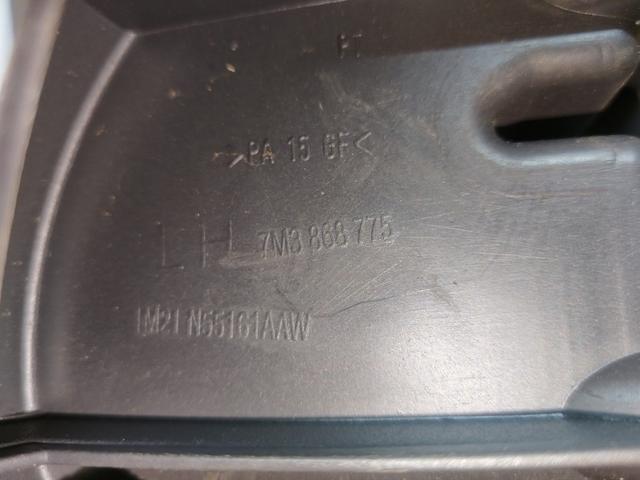 PT
>PA 15 GF<
LH 7M3 868 775
1M21 N55161AAW